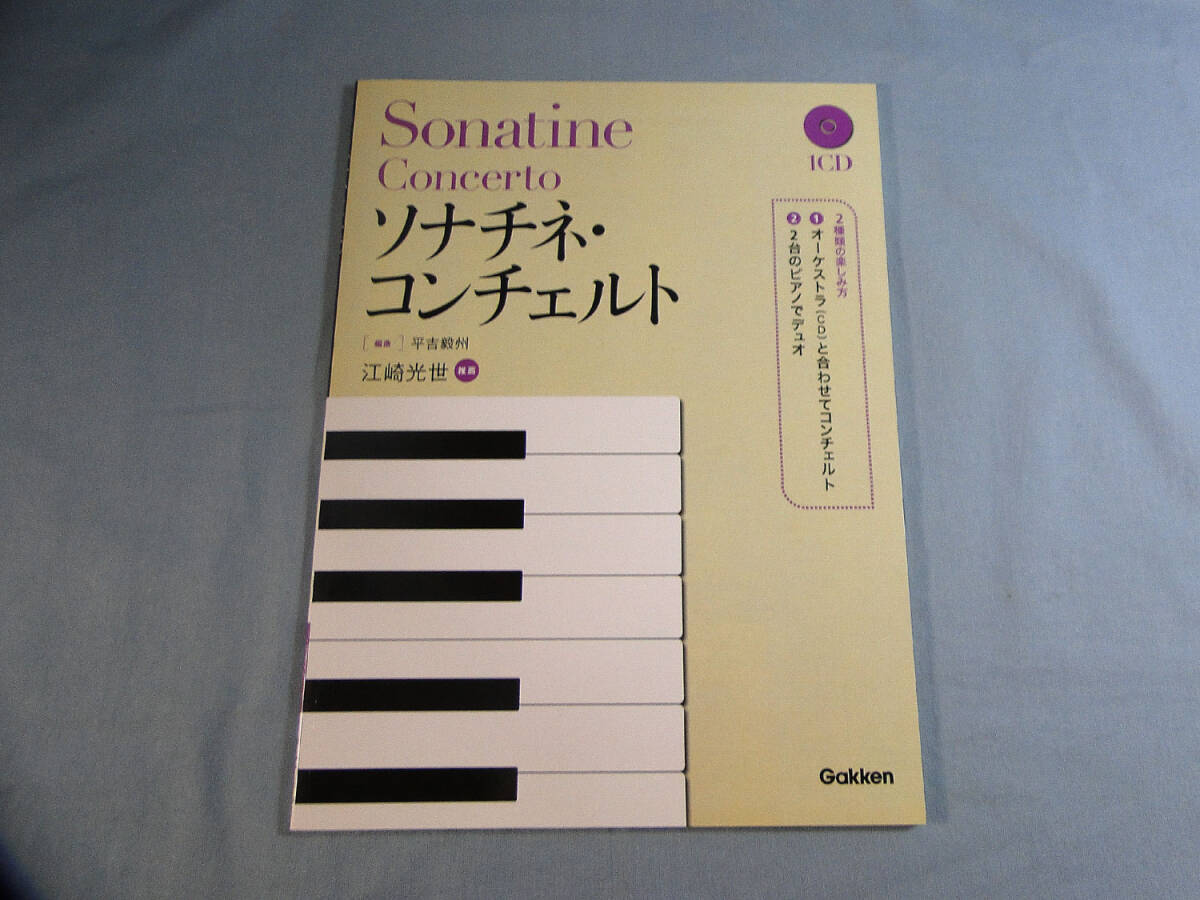 Sonatine
Concerto
ソナチネ・
コンチェルト
[編曲] 平吉毅州
江崎光世 推薦
1CD
2種類の楽しみ方
1 オーケストラ(CD)と合わせてコンチェルト
2 2台のピアノでデュオ
Gakken